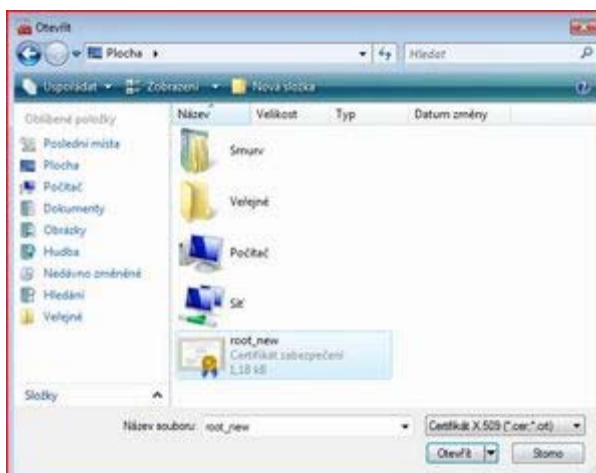 Otevřít
Plocha
Hledat
Uspořádat Zobrazení Nová složka
Oblíbené položky
Poslední místa
Plocha
Počítač
Dokumenty
Obrázky
Hudba
Nedávno změněné
Hledání
Veřejné
Složky
Název Velikost Typ Datum změny
Smurv
Veřejné
Počítač
Síť
root_new
Certifikát zabezpečení
1,18 kB
Název souboru: root_new
Certifikát X.509 (*.cer;*.crt)
Otevřít Storno